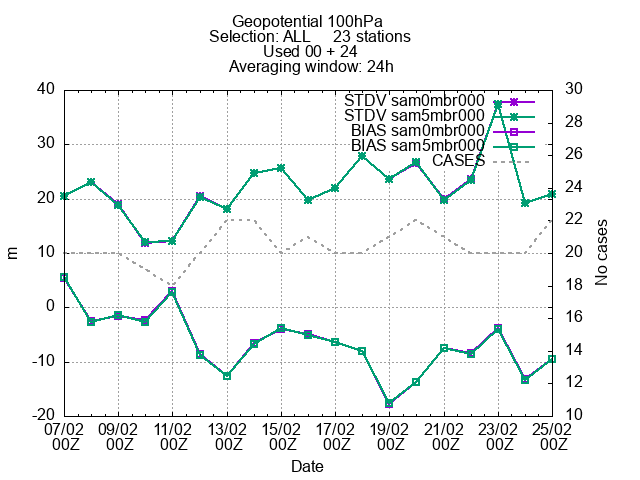 Geopotential 100hPa
Selection: ALL 23 stations
Used 00 + 24
Averaging window: 24h
40 30
STDV sam0mbr000
STDV sam5mbr000
BIAS sam0mbr000
BIAS sam5mbr000
CASES
30 28
20 26
10 24
0 22
-10 20
-20 18
16
14
12
10
m
No cases
07/02 09/02 11/02 13/02 15/02 17/02 19/02 21/02 23/02 25/02
00Z 00Z 00Z 00Z 00Z 00Z 00Z 00Z 00Z 00Z
Date